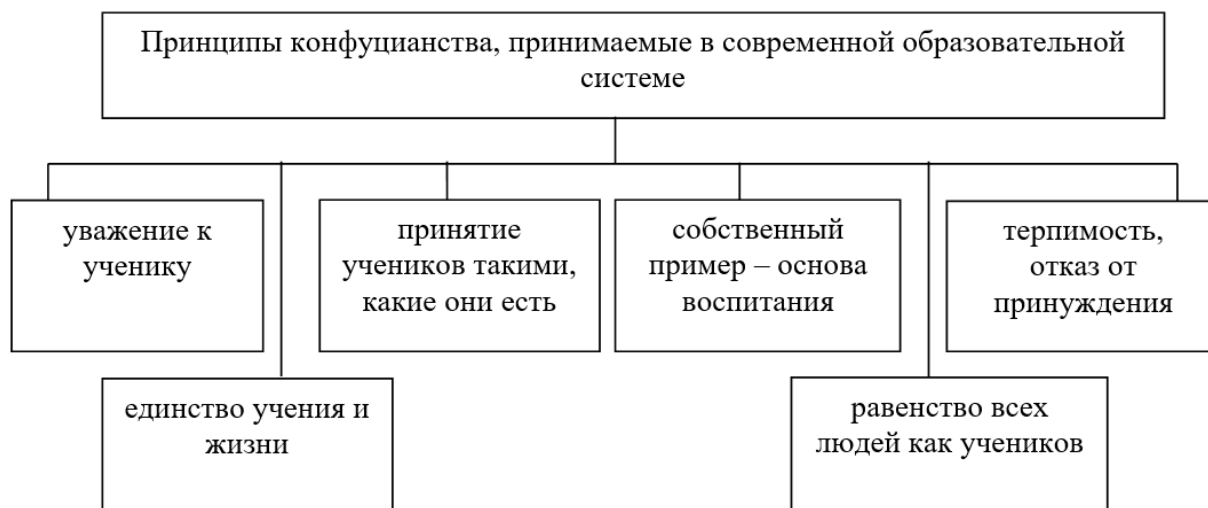 Принципы конфуцианства, принимаемые в современной образовательной
системе
уважение к
ученику
принятие
учеников такими,
какие они есть
собственный
пример – основа
воспитания
терпимость,
отказ от
принуждения
единство учения и
жизни
равенство всех
людей как учеников